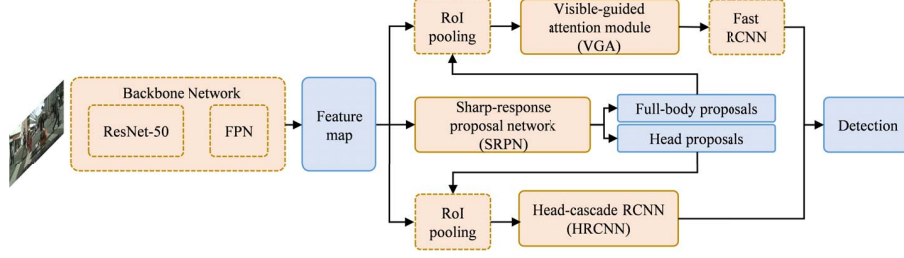 Backbone Network
ResNet-50
FPN
Feature
map
RoI
pooling
Visible-guided
attention module
(VGA)
Fast
RCNN
Sharp-response
proposal network
(SRPN)
Full-body proposals
Head proposals
RoI
pooling
Head-cascade RCNN
(HRCNN)
Detection